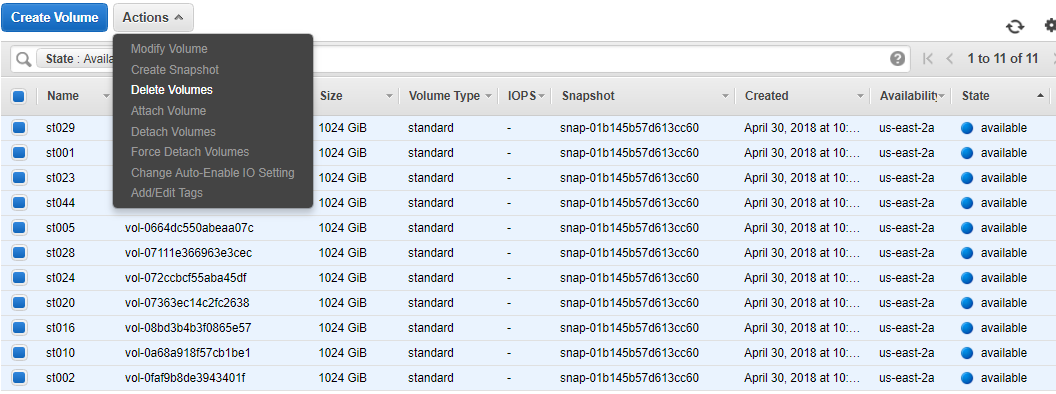 Create Volume Actions
State : Availa 1 to 11 of 11
Modify Volume
Create Snapshot
Delete Volumes
Attach Volume
Detach Volumes
Force Detach Volumes
Change Auto-Enable IO Setting
Add/Edit Tags
Name Size Volume Type IOPS Snapshot Created Availability State
st029 1024 GiB standard - snap-01b145b57d613cc60 April 30, 2018 at 10:… us-east-2a available
st001 1024 GiB standard - snap-01b145b57d613cc60 April 30, 2018 at 10:… us-east-2a available
st023 1024 GiB standard - snap-01b145b57d613cc60 April 30, 2018 at 10:… us-east-2a available
st044 1024 GiB standard - snap-01b145b57d613cc60 April 30, 2018 at 10:… us-east-2a available
st005 vol-0664dc550abeaa07c 1024 GiB standard - snap-01b145b57d613cc60 April 30, 2018 at 10:… us-east-2a available
st028 vol-07111e366963e3cec 1024 GiB standard - snap-01b145b57d613cc60 April 30, 2018 at 10:… us-east-2a available
st024 vol-072ccbcf55aba45df 1024 GiB standard - snap-01b145b57d613cc60 April 30, 2018 at 10:… us-east-2a available
st020 vol-07363ec14c2fc2638 1024 GiB standard - snap-01b145b57d613cc60 April 30, 2018 at 10:… us-east-2a available
st016 vol-08bd3b4b3f0865e57 1024 GiB standard - snap-01b145b57d613cc60 April 30, 2018 at 10:… us-east-2a available
st010 vol-0a68a918f57cb1be1 1024 GiB standard - snap-01b145b57d613cc60 April 30, 2018 at 10:… us-east-2a available
st002 vol-0faf9b8de3943401f 1024 GiB standard - snap-01b145b57d613cc60 April 30, 2018 at 10:… us-east-2a available